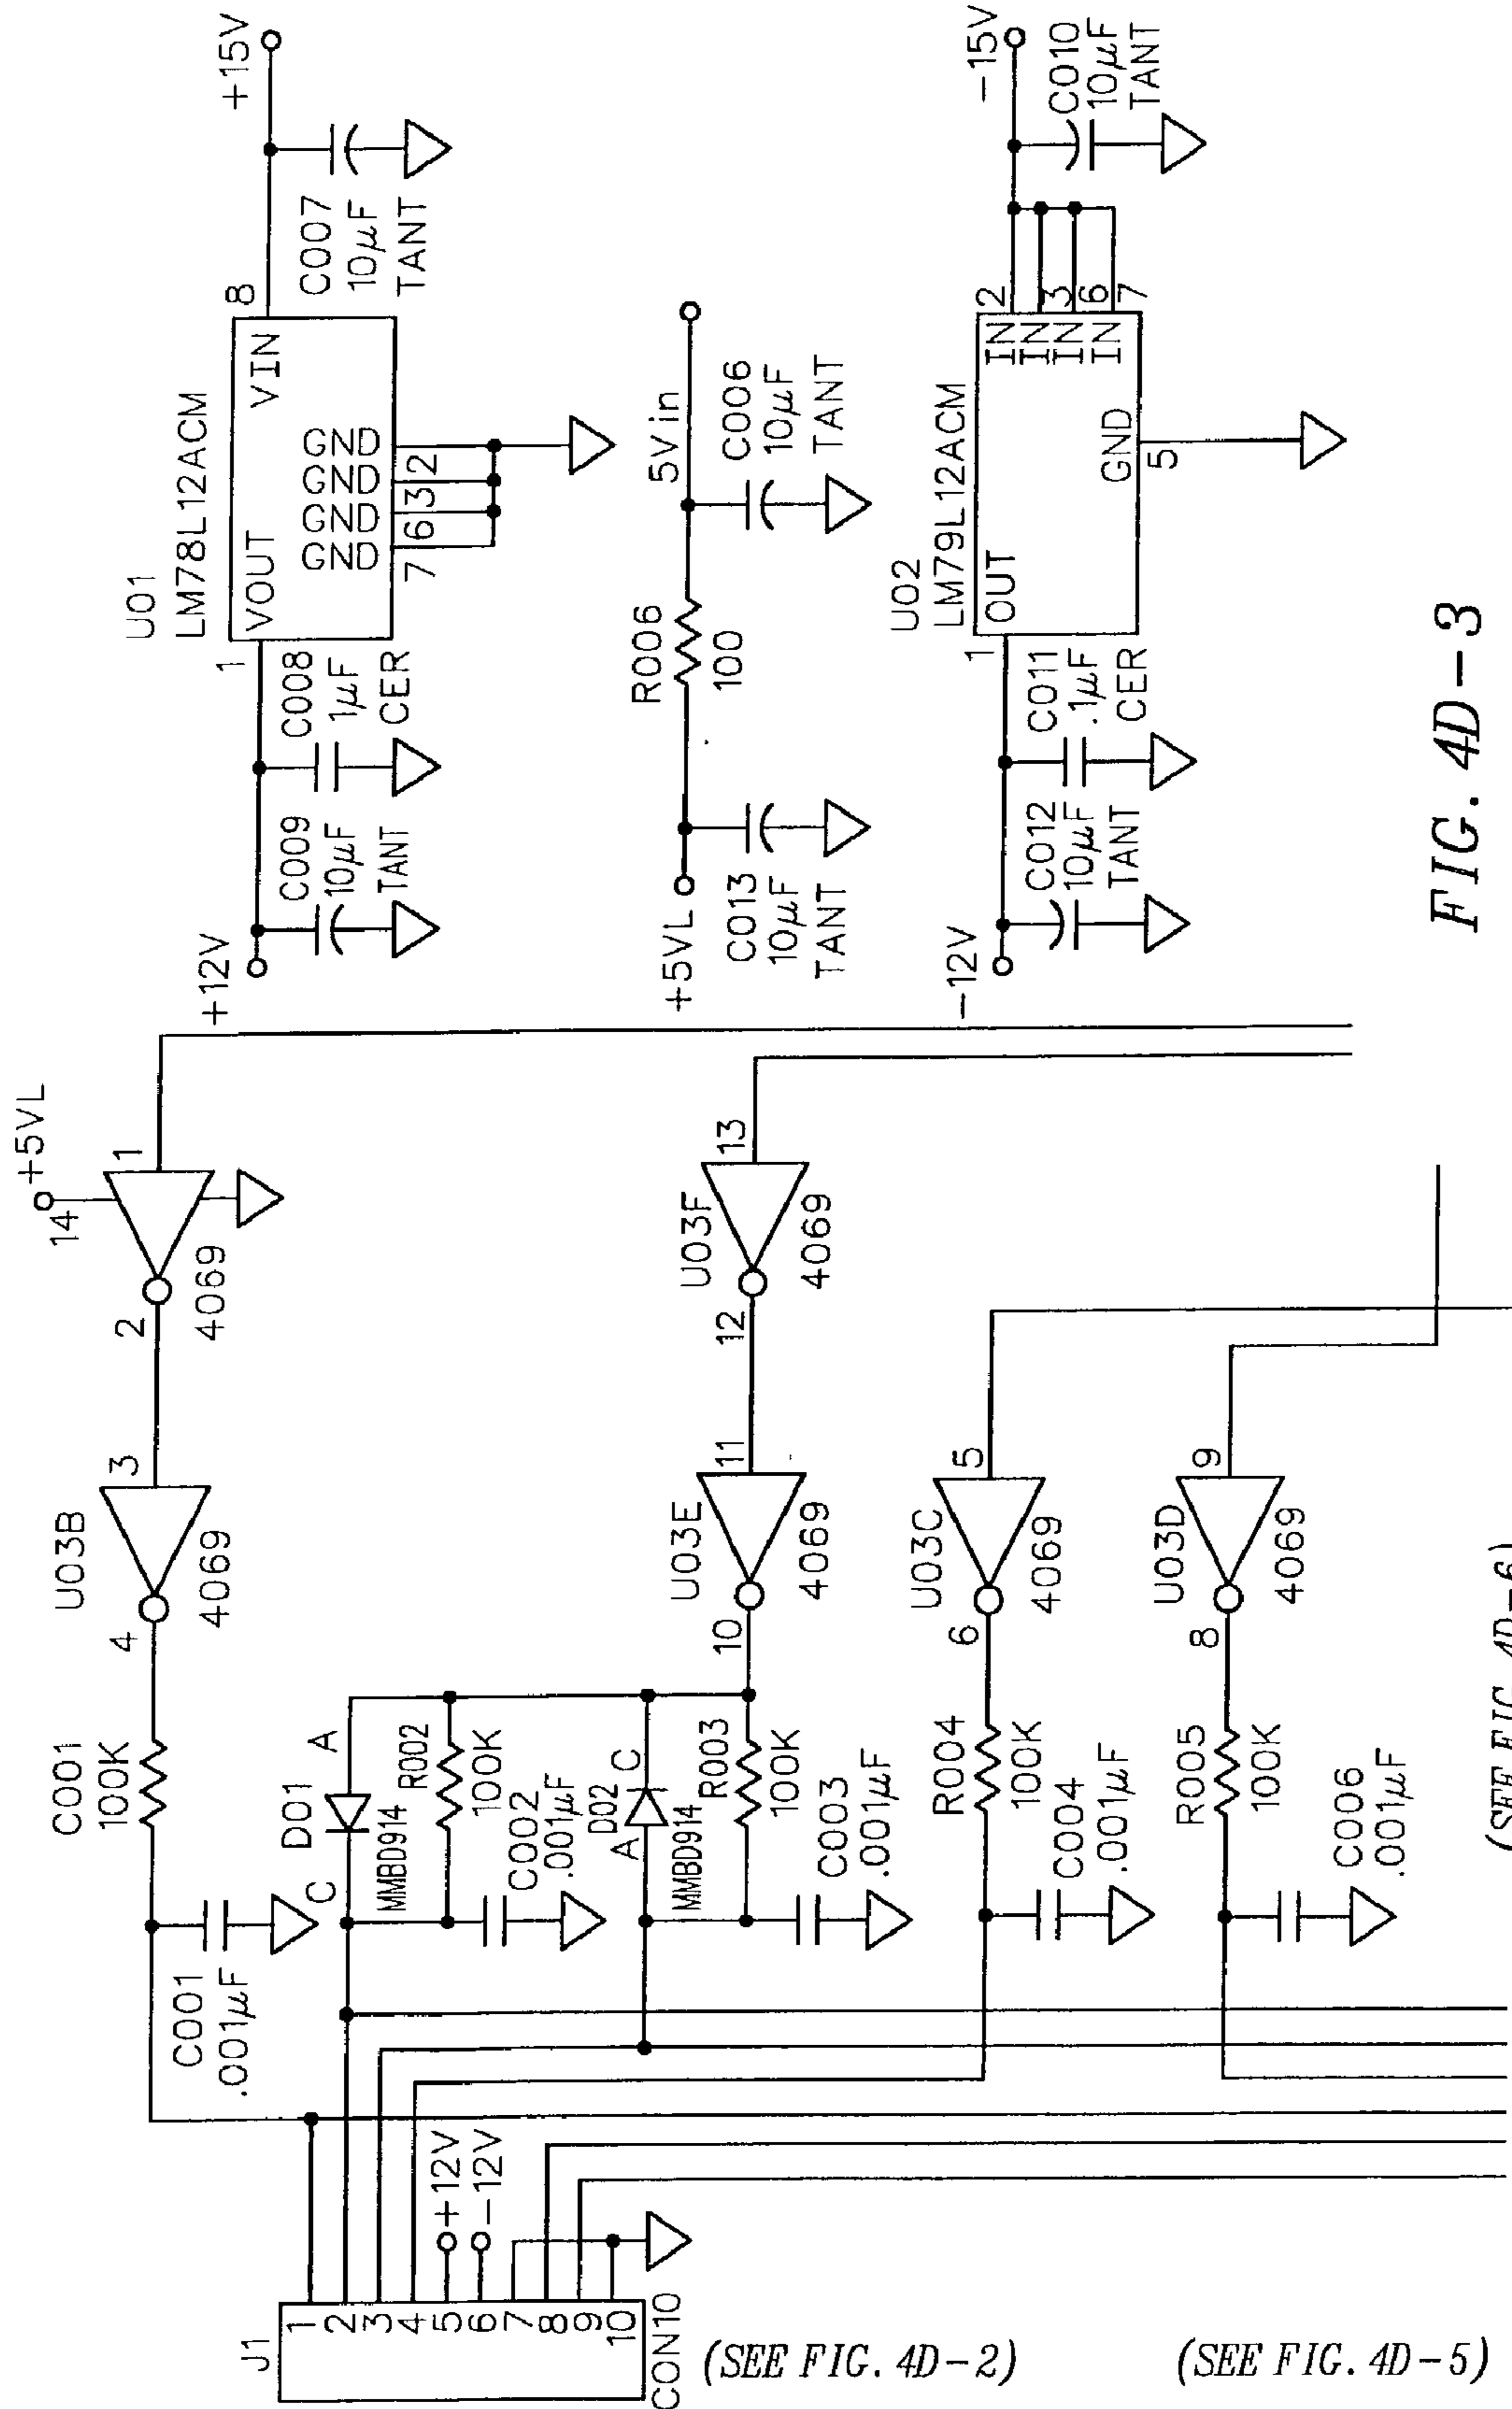 +15V
C007
10µF
TANT
8
U01
LM78L12ACM
VIN
VOUT
GND
GND
GND
GND
2
3
6
7
1
C008
1µF
CER
C009
10µF
TANT
+12V
5Vin
C006
10µF
TANT
R006
100
+5VL
C013
10µF
TANT
-15V
C010
10µF
TANT
U02
LM79L12ACM
IN
IN
IN
IN
2
3
6
7
OUT
GND
5
1
C011
.1µF
CER
C012
10µF
TANT
-12V
FIG. 4D-3
+5VL
14
1
2
4069
U03B
3
4
4069
C001
100K
C001
.001µF
U03F
13
12
4069
U03E
11
10
4069
D01
A
C
MMBD914
R002
100K
C002
.001µF
D02
C
A
MMBD914
R003
100K
C003
.001µF
U03C
5
6
4069
R004
100K
C004
.001µF
U03D
9
8
4069
R005
100K
C006
.001µF
J1
1
2
3
4
5
6
7
8
9
10
CON10
+12V
-12V
(SEE FIG. 4D-2)
(SEE FIG. 4D-5)
(SEE FIG. 4D-6)